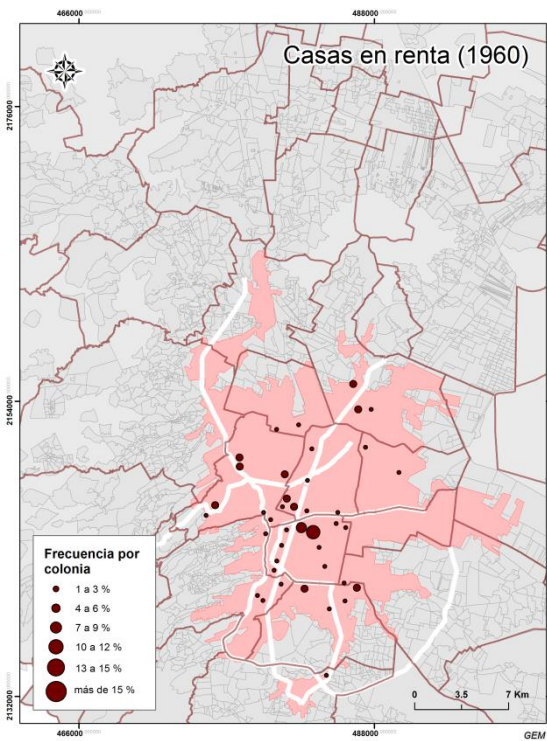 466000
488000
Casas en renta (1960)
2176000
2154000
2132000
Frecuencia por
colonia
1 a 3 %
4 a 6 %
7 a 9 %
10 a 12 %
13 a 15 %
más de 15 %
0 3.5 7 Km
466000
488000
GEM